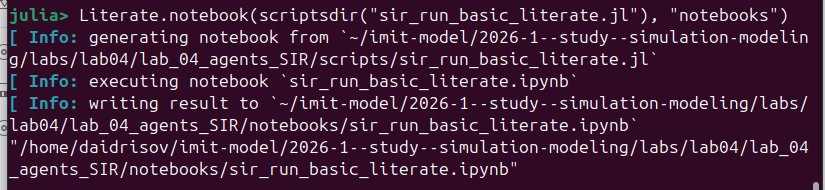 julia> Literate.notebook(scriptsdir("sir_run_basic_literate.jl"), "notebooks")
[ Info: generating notebook from `~/imit-model/2026-1--study--simulation-modelin
g/labs/lab04/lab_04_agents_SIR/scripts/sir_run_basic_literate.jl`
[ Info: executing notebook `sir_run_basic_literate.ipynb`
[ Info: writing result to `~/imit-model/2026-1--study--simulation-modeling/labs/
lab04/lab_04_agents_SIR/notebooks/sir_run_basic_literate.ipynb`
"/home/daidrisov/imit-model/2026-1--study--simulation-modeling/labs/lab04/lab_04
_agents_SIR/notebooks/sir_run_basic_literate.ipynb"